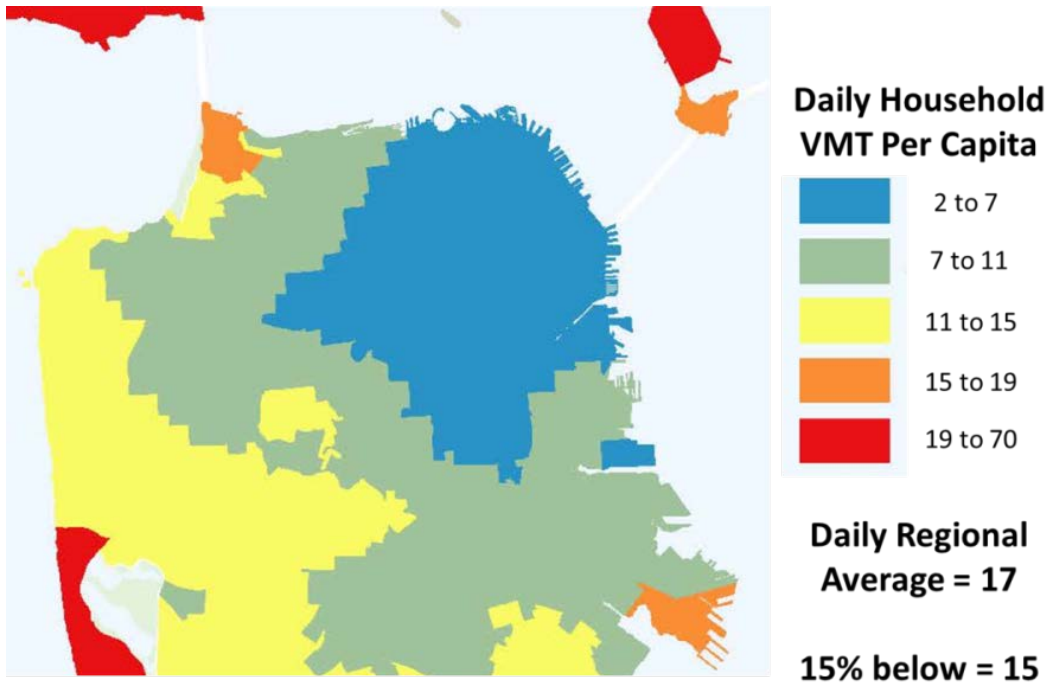 Daily Household
VMT Per Capita
2 to 7
7 to 11
11 to 15
15 to 19
19 to 70
Daily Regional
Average = 17
15% below = 15